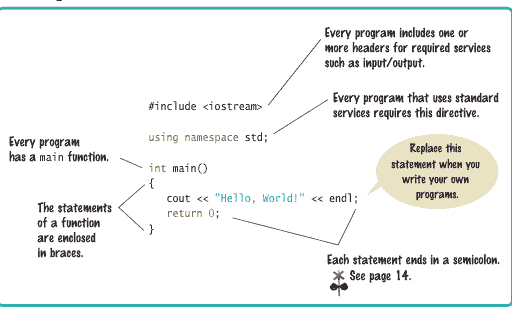 Every program includes one or
more headers for required services
such as input/output.
#include <iostream>
Every program that uses standard
services requires this directive.
using namespace std;
Every program
has a main function.
int main()
{
cout << "Hello, World!" << endl;
return 0;
}
Replace this
statement when you
write your own
programs.
The statements
of a function
are enclosed
in braces.
Each statement ends in a semicolon.
See page 14.